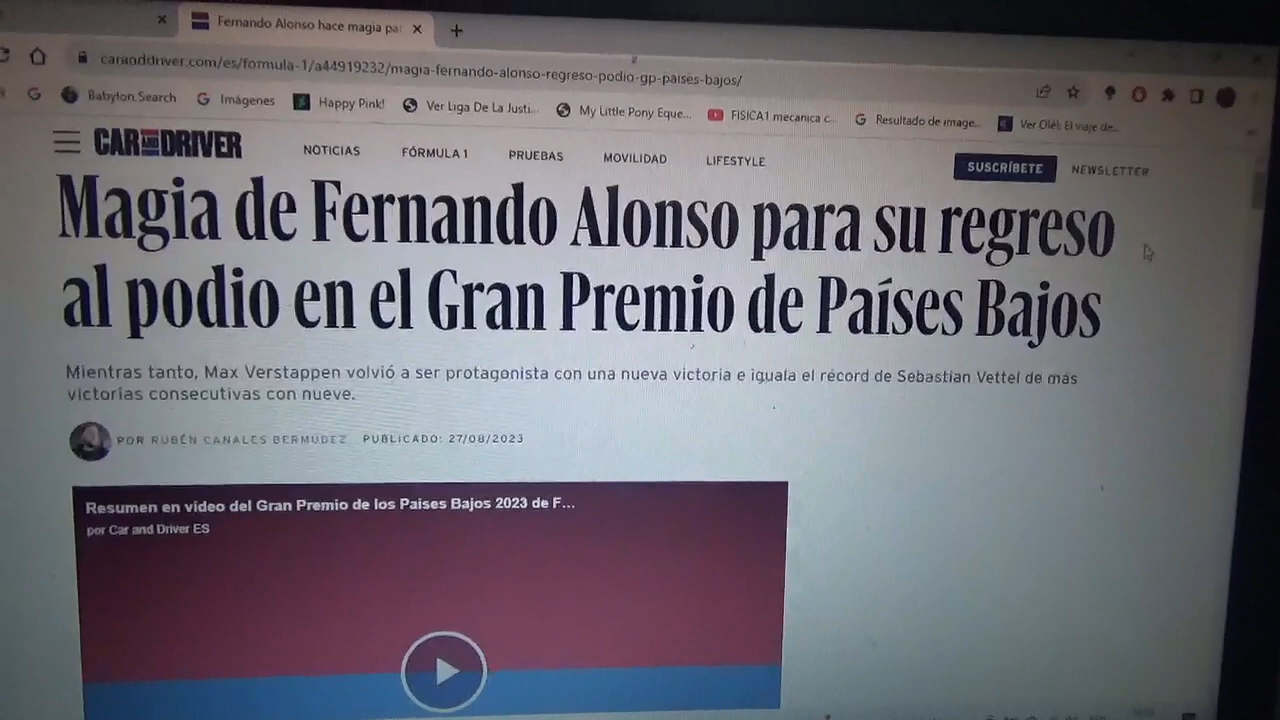 Fernando Alonso hace magia pa
caranddriver.com/es/formula-1/a44919232/magia-fernando-alonso-regreso-podio-gp-paises-bajos/
Babylon.Search Imágenes Happy Pink! Ver Liga De La Justi... My Little Pony Eque... FISICA1 mecanica c... Resultado de image... Ver Olé!: El viaje de...
CAR AND DRIVER NOTICIAS FÓRMULA 1 PRUEBAS MOVILIDAD LIFESTYLE SUSCRÍBETE NEWSLETTER
Magia de Fernando Alonso para su regreso
al podio en el Gran Premio de Países Bajos
Mientras tanto, Max Verstappen volvió a ser protagonista con una nueva victoria e iguala el récord de Sebastian Vettel de más
victorias consecutivas con nueve.
POR RUBÉN CANALES BERMÚDEZ PUBLICADO: 27/08/2023
Resumen en vídeo del Gran Premio de los Países Bajos 2023 de F...
por Car and Driver ES